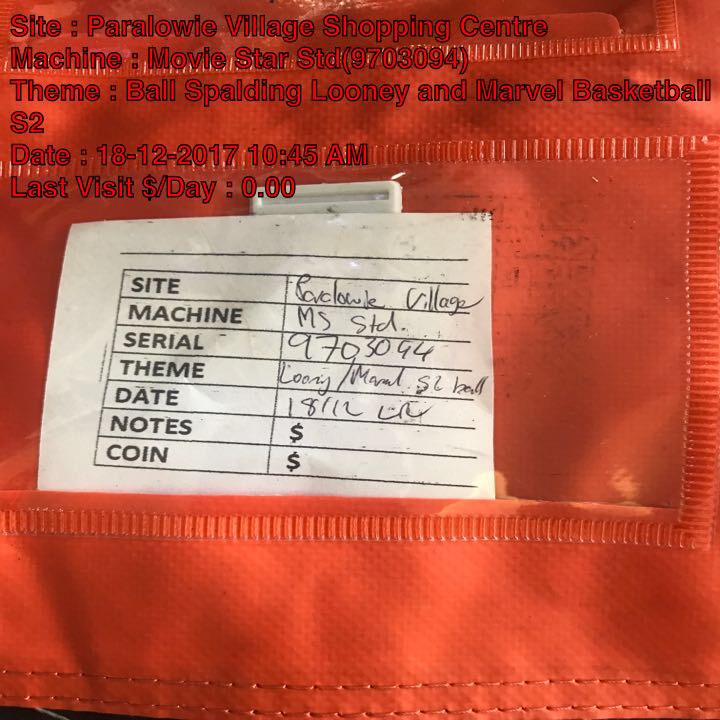 Site : Paralowie Village Shopping Centre
Machine : Movie Star Std(9703094)
Theme : Ball Spalding Looney and Marvel Basketball
S2
Date : 18-12-2017 10:45 AM
Last Visit $/Day : 0.00
SITE Paralowie Village
MACHINE MS Std.
SERIAL 9703094
THEME Loony/Marvel S2 ball
DATE 18/12
NOTES $
COIN $